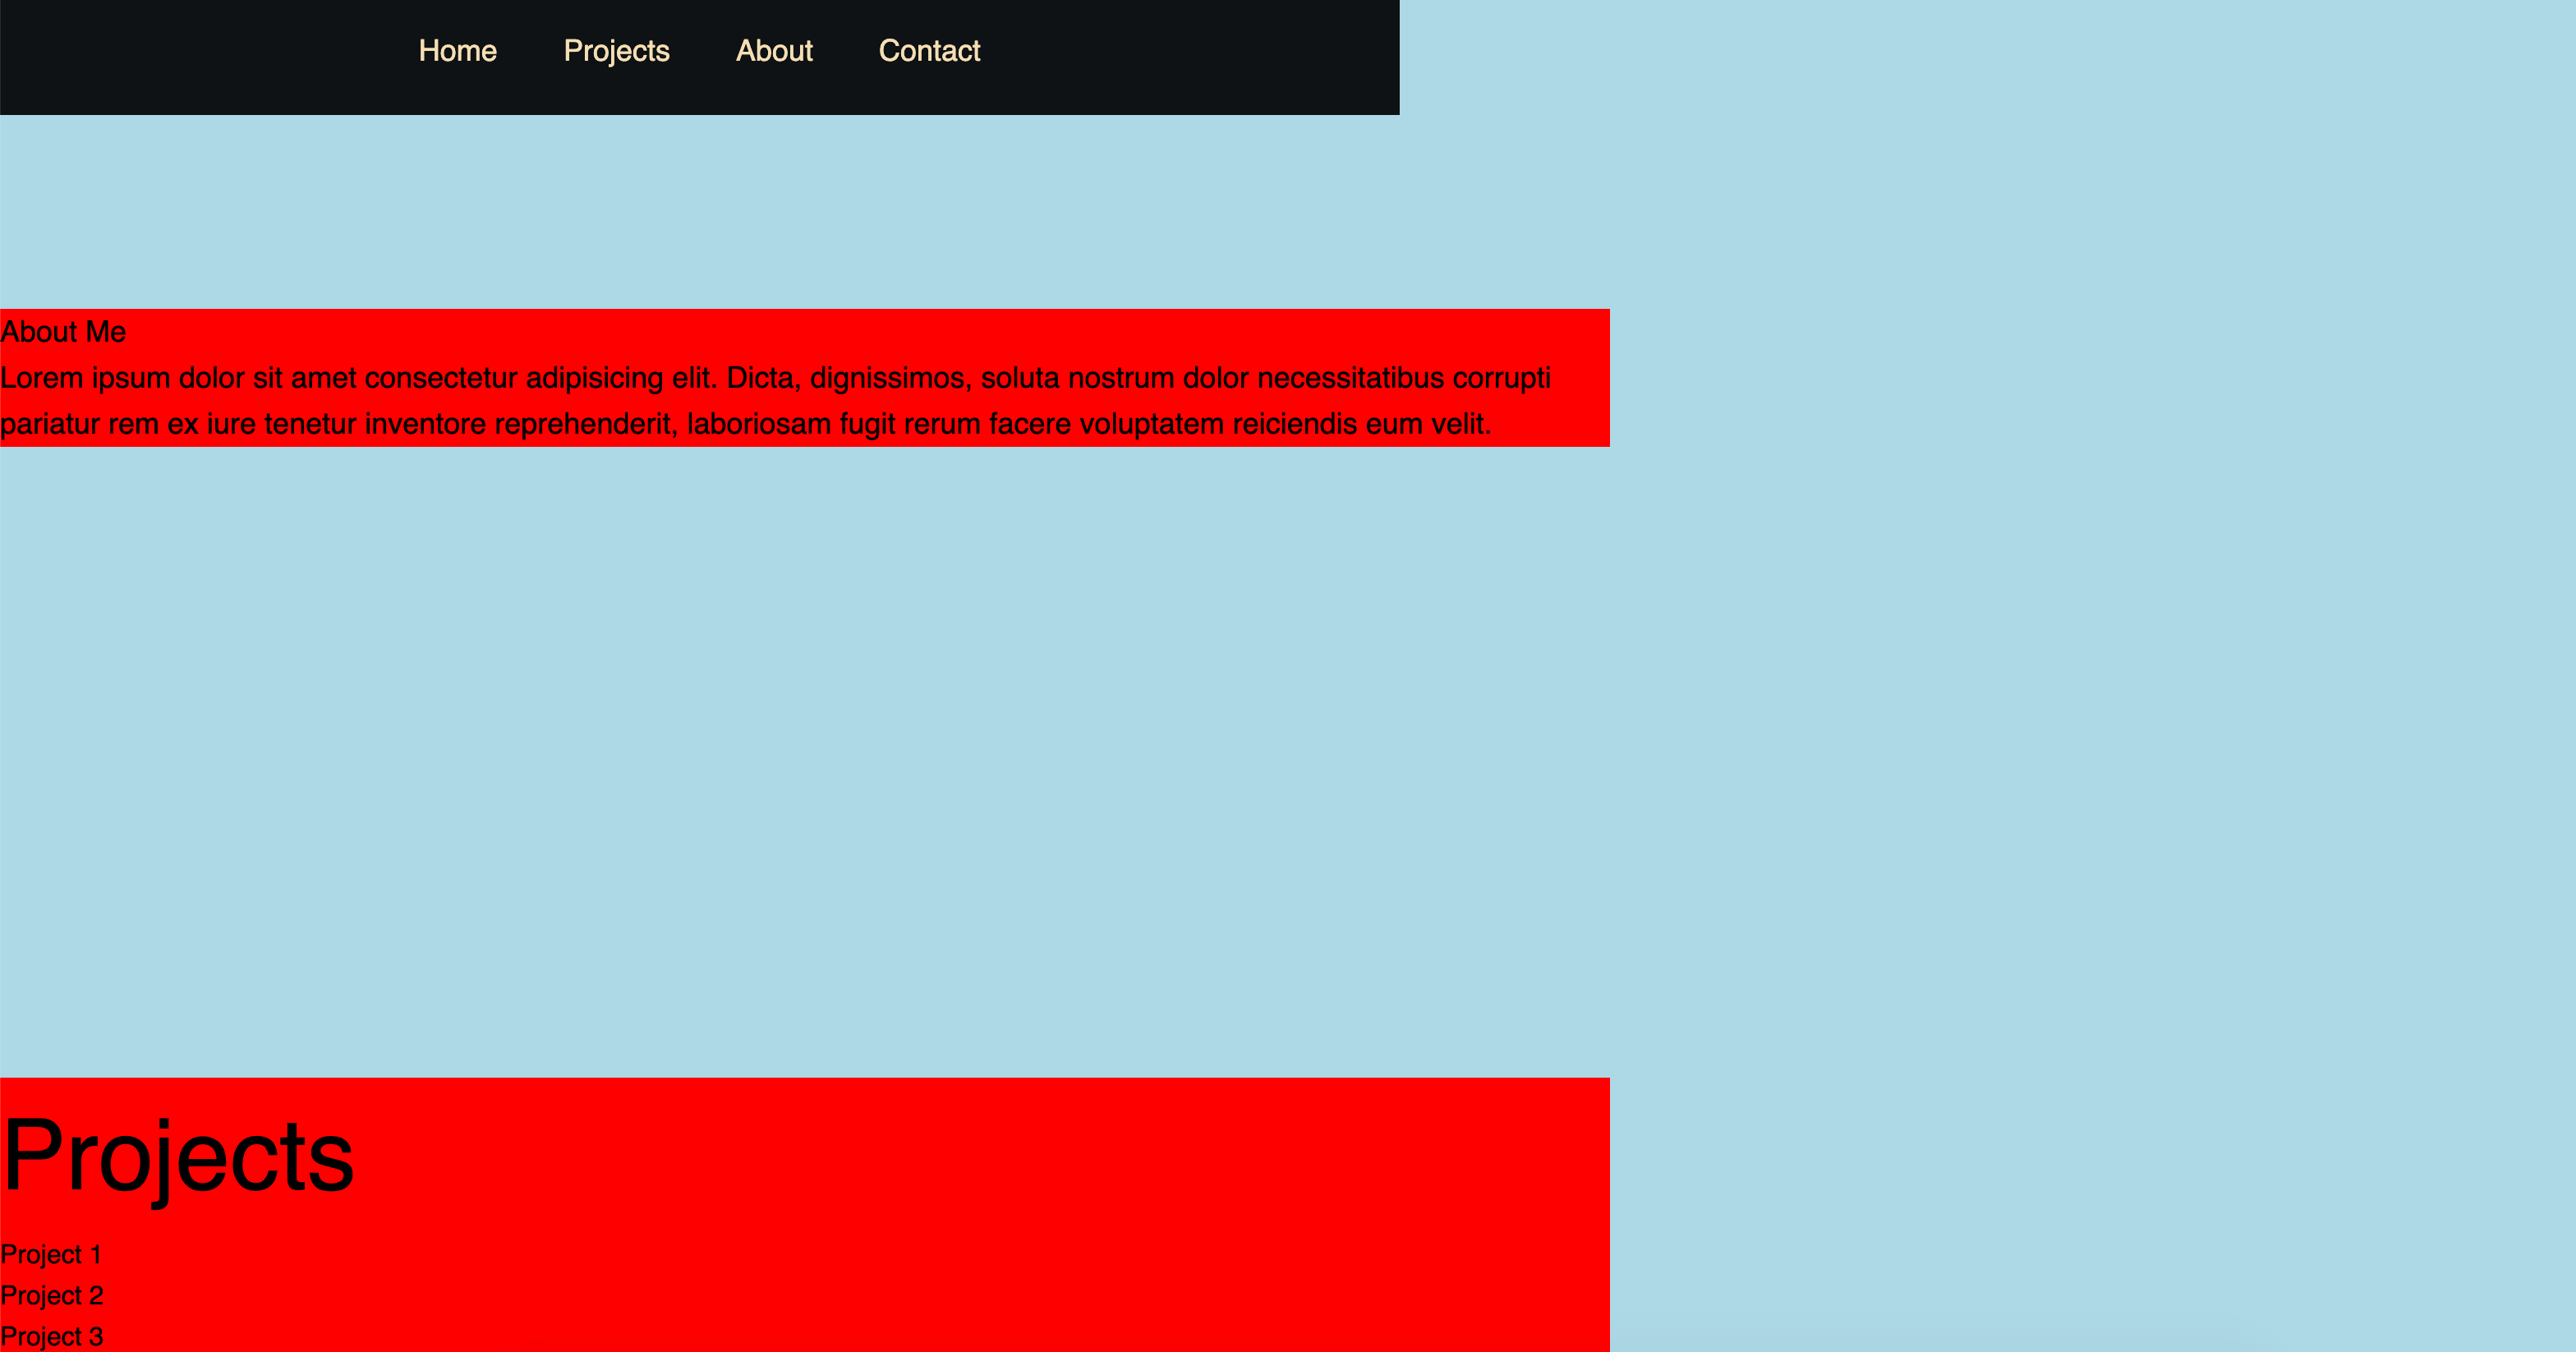 Home Projects About Contact
About Me
Lorem ipsum dolor sit amet consectetur adipisicing elit. Dicta, dignissimos, soluta nostrum dolor necessitatibus corrupti
pariatur rem ex iure tenetur inventore reprehenderit, laboriosam fugit rerum facere voluptatem reiciendis eum velit.
Projects
Project 1
Project 2
Project 3